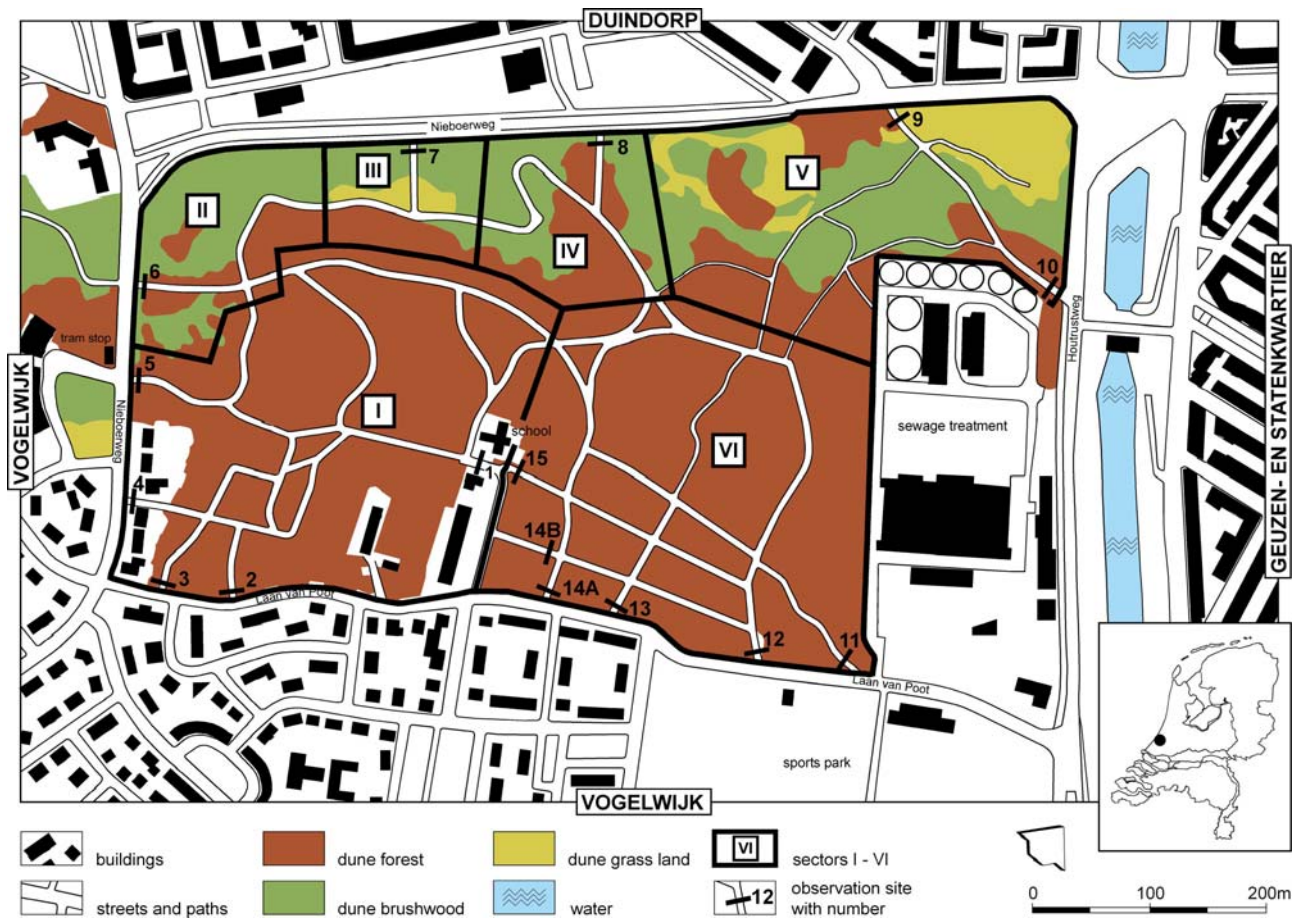 DUINDORP
Nieboerweg
9
7
8
III
V
II
IV
6
10
tram stop
5
Houtrustweg
VOGELWIJK
Nieboerweg
I
school
VI
sewage treatment
GEUZEN- EN STATENKWARTIER
1
15
4
14B
3
2
Laan van Poot
14A
13
12
11
Laan van Poot
sports park
VOGELWIJK
buildings
dune forest
dune grass land
VI
sectors I - VI
streets and paths
dune brushwood
water
12
observation site
with number
0 100 200m